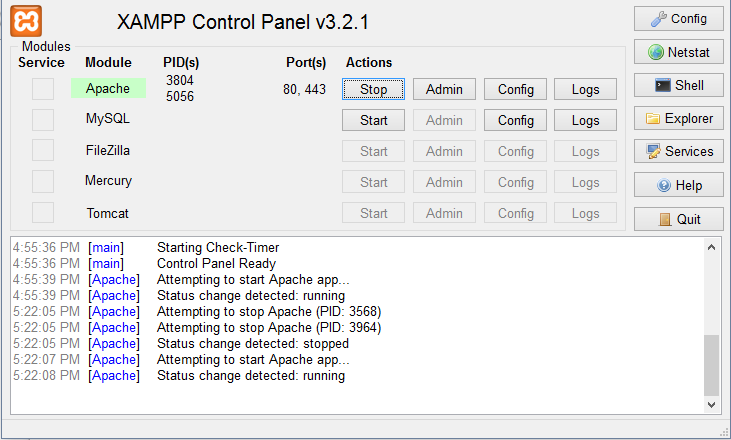 XAMPP Control Panel v3.2.1
Config
Modules
Service Module PID(s) Port(s) Actions
Netstat
Apache 3804 5056 80, 443 Stop Admin Config Logs
Shell
MySQL Start Admin Config Logs
Explorer
FileZilla Start Admin Config Logs
Services
Mercury Start Admin Config Logs
Help
Tomcat Start Admin Config Logs
Quit
4:55:36 PM [main] Starting Check-Timer
4:55:36 PM [main] Control Panel Ready
4:55:39 PM [Apache] Attempting to start Apache app...
4:55:39 PM [Apache] Status change detected: running
5:22:05 PM [Apache] Attempting to stop Apache (PID: 3568)
5:22:05 PM [Apache] Attempting to stop Apache (PID: 3964)
5:22:05 PM [Apache] Status change detected: stopped
5:22:07 PM [Apache] Attempting to start Apache app...
5:22:08 PM [Apache] Status change detected: running